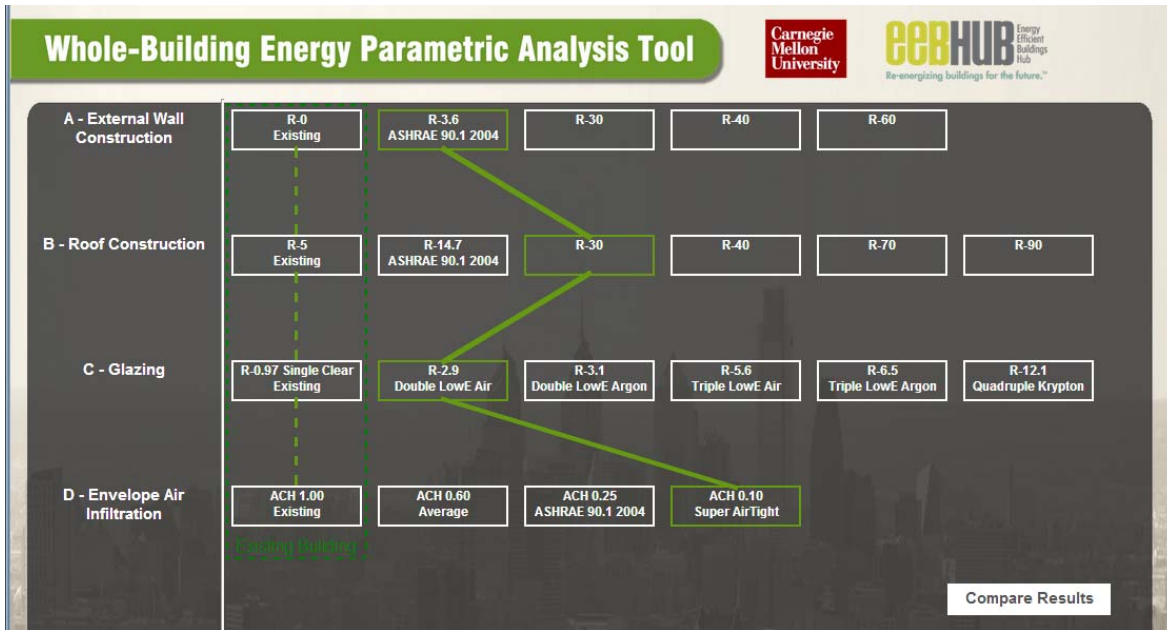 Whole-Building Energy Parametric Analysis Tool
Carnegie
Mellon
University
eeBHUB
Energy
Efficient
Buildings
Hub
Re-energizing buildings for the future.™
A - External Wall
Construction
R-0
Existing
R-3.6
ASHRAE 90.1 2004
R-30
R-40
R-60
B - Roof Construction
R-5
Existing
R-14.7
ASHRAE 90.1 2004
R-30
R-40
R-70
R-90
C - Glazing
R-0.97 Single Clear
Existing
R-2.9
Double LowE Air
R-3.1
Double LowE Argon
R-5.6
Triple LowE Air
R-6.5
Triple LowE Argon
R-12.1
Quadruple Krypton
D - Envelope Air
Infiltration
ACH 1.00
Existing
ACH 0.60
Average
ACH 0.25
ASHRAE 90.1 2004
ACH 0.10
Super AirTight
Existing Building
Compare Results